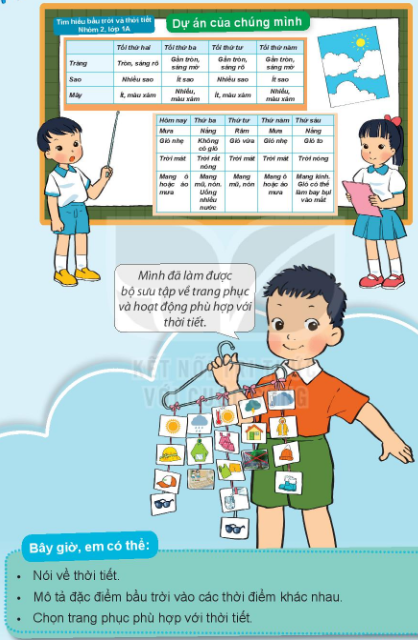 Tìm hiểu bầu trời và thời tiết
Nhóm 2, lớp 1A
Dự án của chúng mình
Tối thứ hai Tối thứ ba Tối thứ tư Tối thứ năm
Trăng Tròn, sáng rõ Gần tròn, sáng mờ Gần tròn, sáng rõ Gần tròn, sáng mờ
Sao Nhiều sao Ít sao Nhiều sao Ít sao
Mây Ít, màu xám Nhiều, màu xám Ít, màu xám Nhiều, màu xám
Hôm nay Thứ ba Thứ tư Thứ năm Thứ sáu
Mưa Nắng Râm Mưa Nắng
Gió nhẹ Không có gió Gió vừa Gió nhẹ Gió to
Trời mát Trời rất nóng Trời mát Trời mát Trời nóng
Mang ô hoặc áo mưa Mang mũ, nón. Uống nhiều nước Mang mũ, nón Mang ô hoặc áo mưa Mang kính. Gió có thể làm bay bụi vào mắt
Mình đã làm được
bộ sưu tập về trang phục
và hoạt động phù hợp với
thời tiết.
KẾT NỐI TRI THỨC
VỚI CUỘC SỐNG
Bây giờ, em có thể:
• Nói về thời tiết.
• Mô tả đặc điểm bầu trời vào các thời điểm khác nhau.
• Chọn trang phục phù hợp với thời tiết.